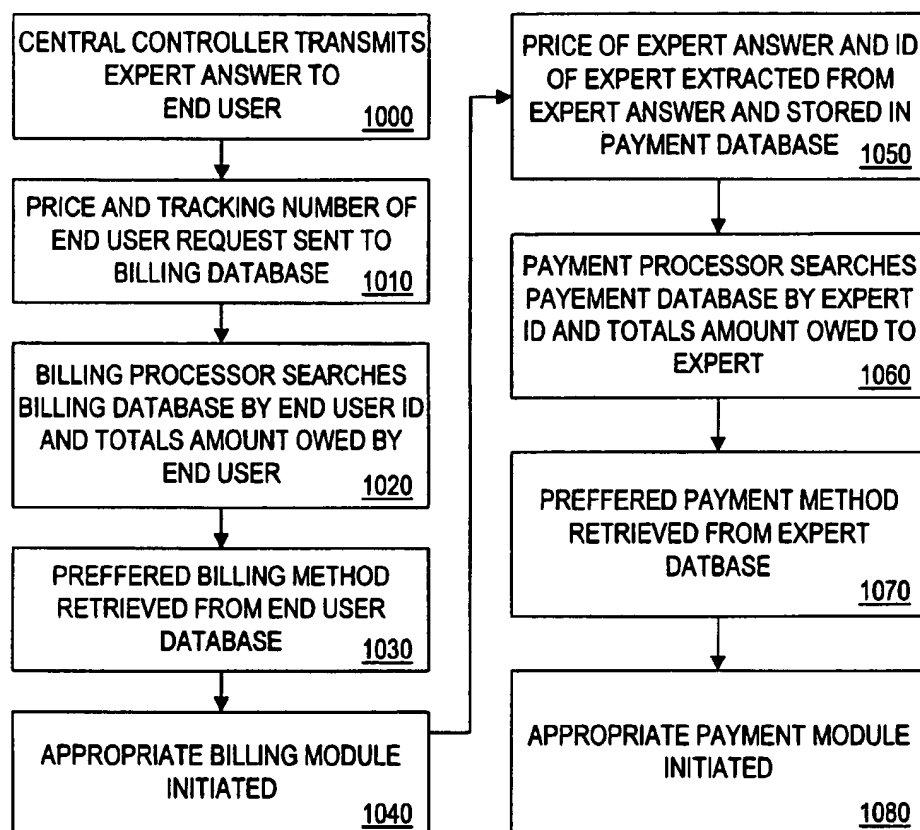 CENTRAL CONTROLLER TRANSMITS
EXPERT ANSWER TO
END USER
1000
PRICE AND TRACKING NUMBER OF
END USER REQUEST SENT TO
BILLING DATABASE
1010
BILLING PROCESSOR SEARCHES
BILLING DATABASE BY END USER ID
AND TOTALS AMOUNT OWED BY
END USER
1020
PREFFERED BILLING METHOD
RETRIEVED FROM END USER
DATABASE
1030
APPROPRIATE BILLING MODULE
INITIATED
1040
PRICE OF EXPERT ANSWER AND ID
OF EXPERT EXTRACTED FROM
EXPERT ANSWER AND STORED IN
PAYMENT DATABASE
1050
PAYMENT PROCESSOR SEARCHES
PAYEMENT DATABASE BY EXPERT
ID AND TOTALS AMOUNT OWED TO
EXPERT
1060
PREFFERED PAYMENT METHOD
RETRIEVED FROM EXPERT
DATBASE
1070
APPROPRIATE PAYMENT MODULE
INITIATED
1080